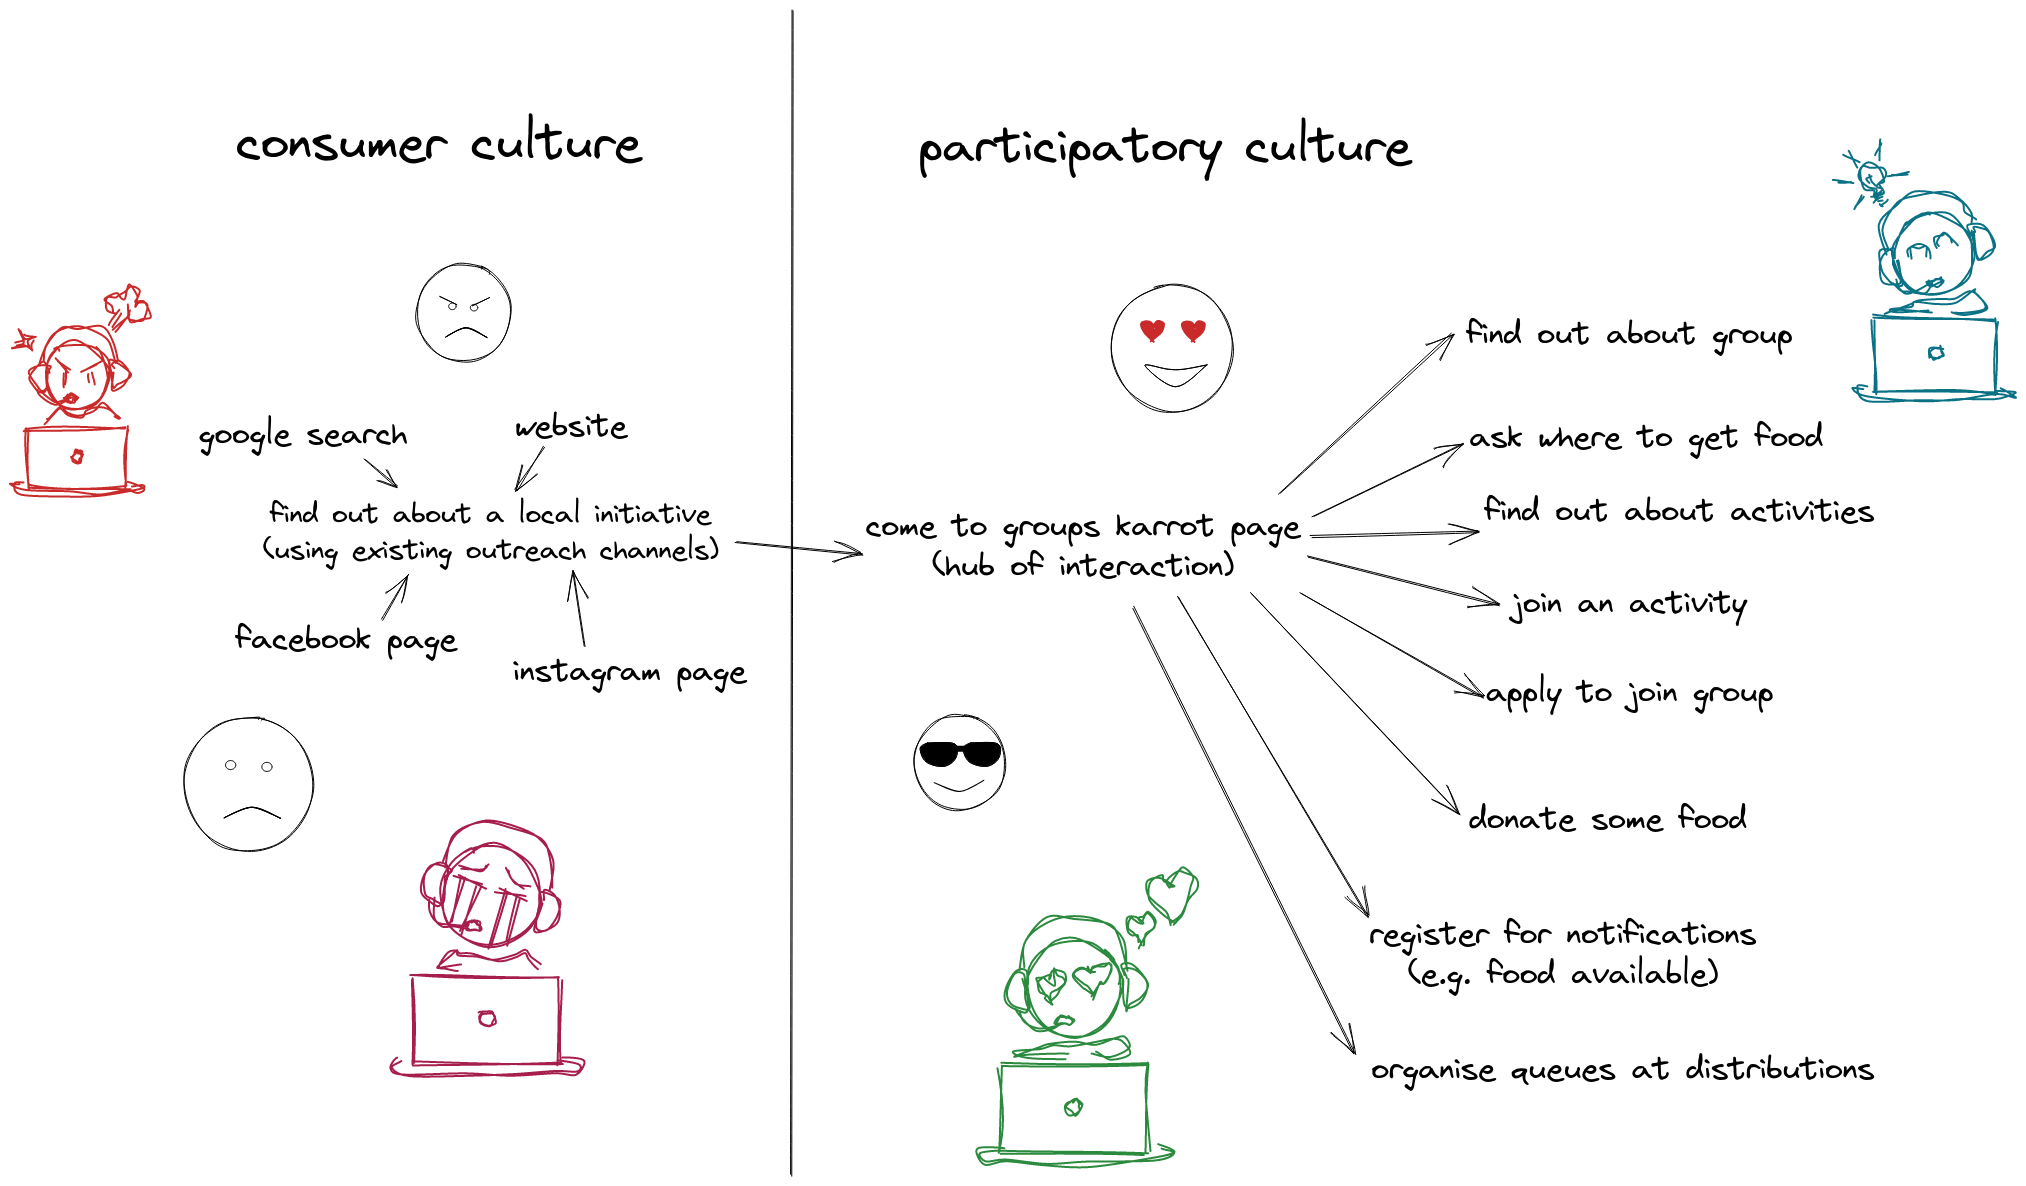 consumer culture
participatory culture
google search
website
find out about a local initiative
(using existing outreach channels)
facebook page
instagram page
come to groups karrot page
(hub of interaction)
find out about group
ask where to get food
find out about activities
join an activity
apply to join group
donate some food
register for notifications
(e.g. food available)
organise queues at distributions